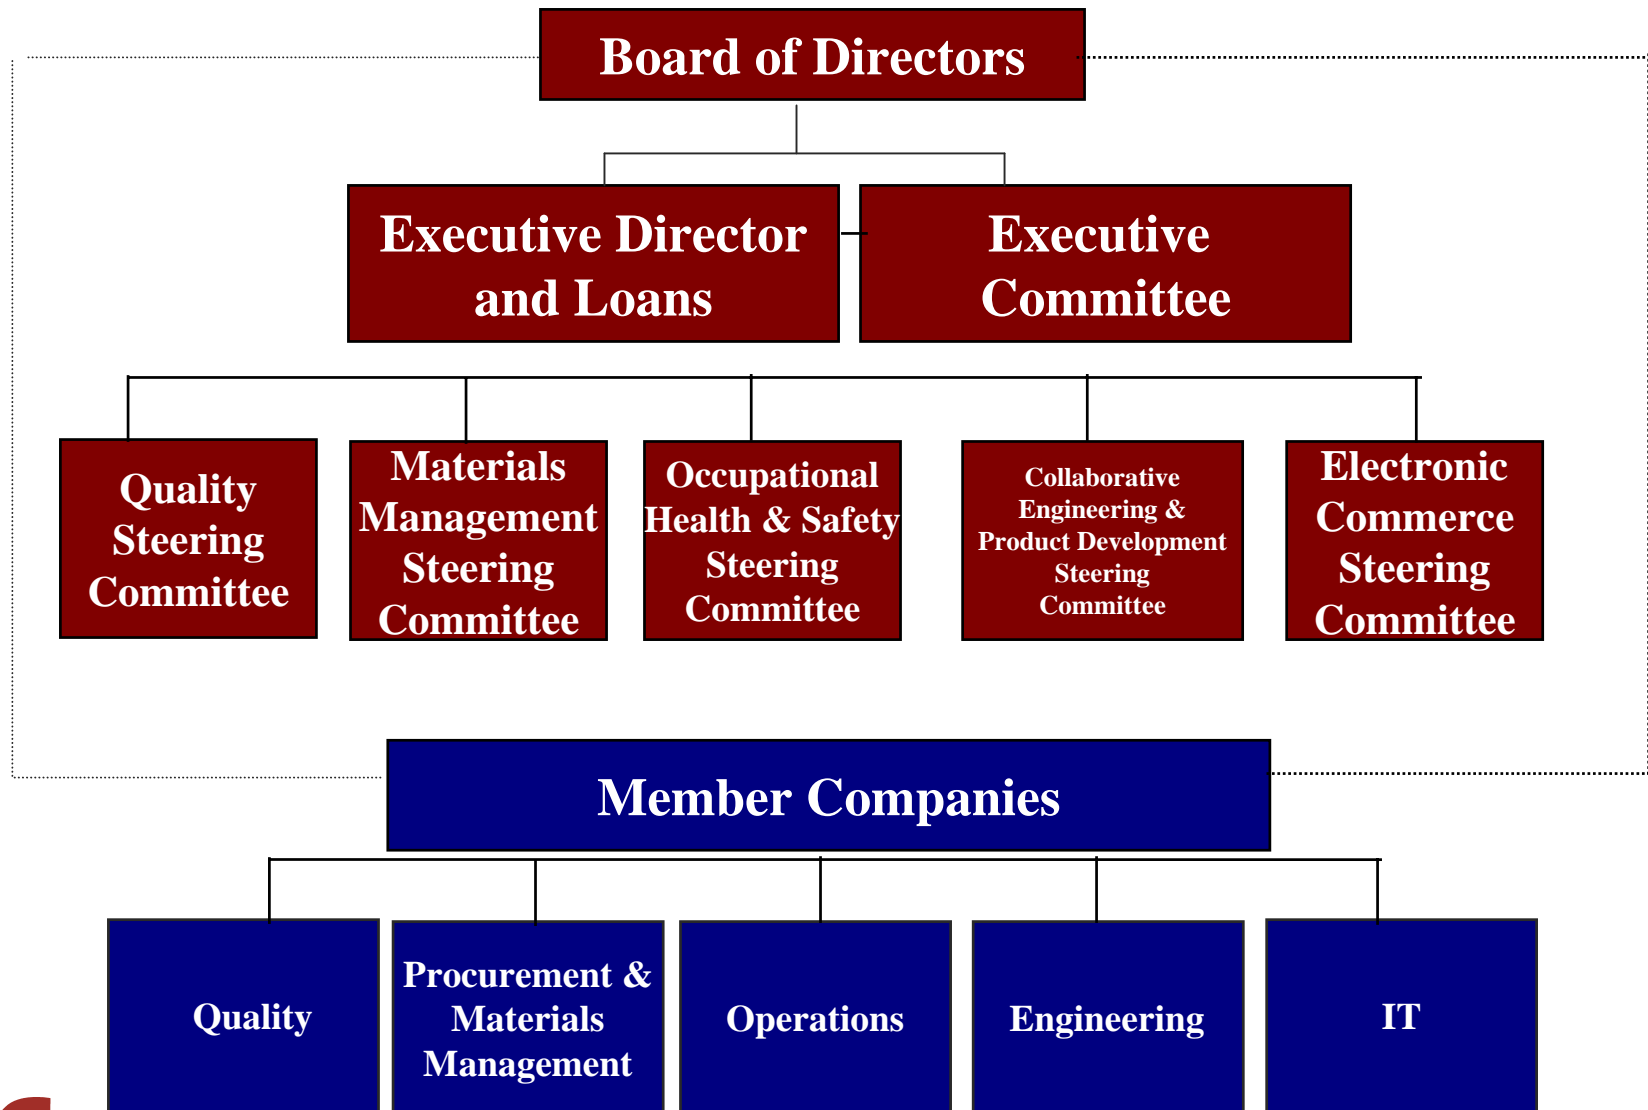 Board of Directors
Executive Director
and Loans
Executive
Committee
Quality
Steering
Committee
Materials
Management
Steering
Committee
Occupational
Health & Safety
Steering
Committee
Collaborative
Engineering &
Product Development
Steering
Committee
Electronic
Commerce
Steering
Committee
Member Companies
Quality
Procurement &
Materials
Management
Operations
Engineering
IT